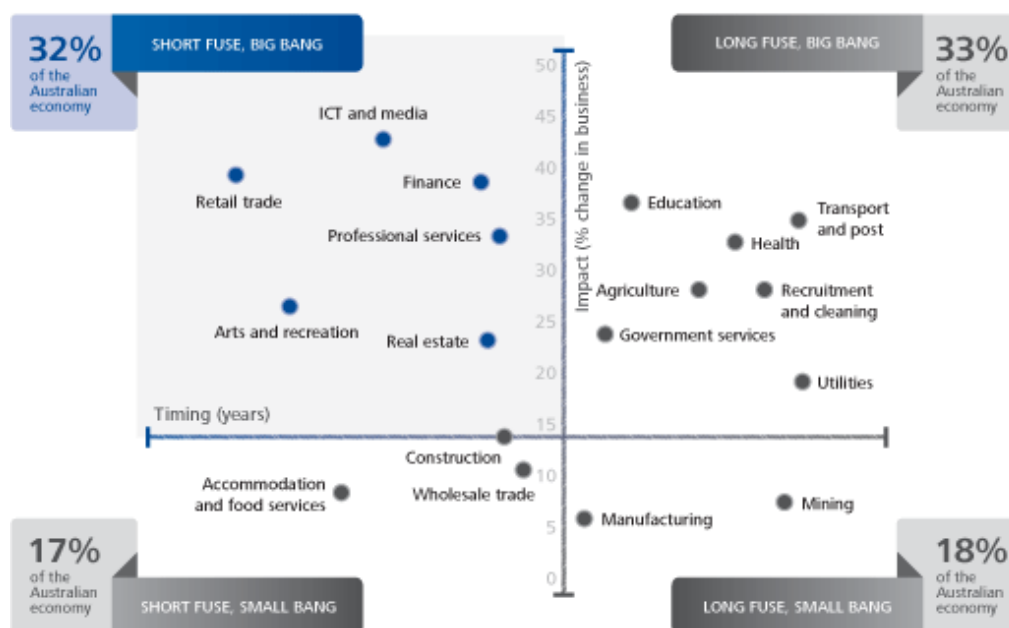 32%
of the
Australian
economy
SHORT FUSE, BIG BANG
LONG FUSE, BIG BANG
33%
of the
Australian
economy
Impact (% change in business)
50
45
40
35
30
25
20
15
10
5
0
ICT and media
Retail trade
Finance
Professional services
Arts and recreation
Real estate
Education
Transport
and post
Health
Agriculture
Recruitment
and cleaning
Government services
Utilities
Timing (years)
Construction
Wholesale trade
Accommodation
and food services
Manufacturing
Mining
17%
of the
Australian
economy
SHORT FUSE, SMALL BANG
LONG FUSE, SMALL BANG
18%
of the
Australian
economy